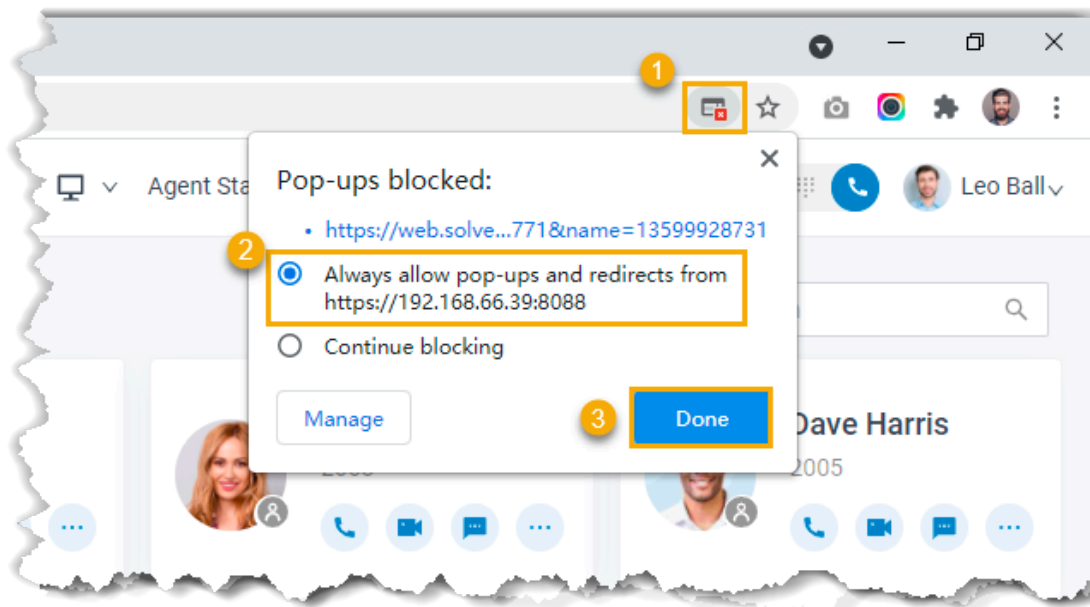 1
Agent Sta
Leo Ball
Pop-ups blocked:
• https://web.solve...771&name=13599928731
2
Always allow pop-ups and redirects from
https://192.168.66.39:8088
Continue blocking
Manage
3
Done
Dave Harris
2005